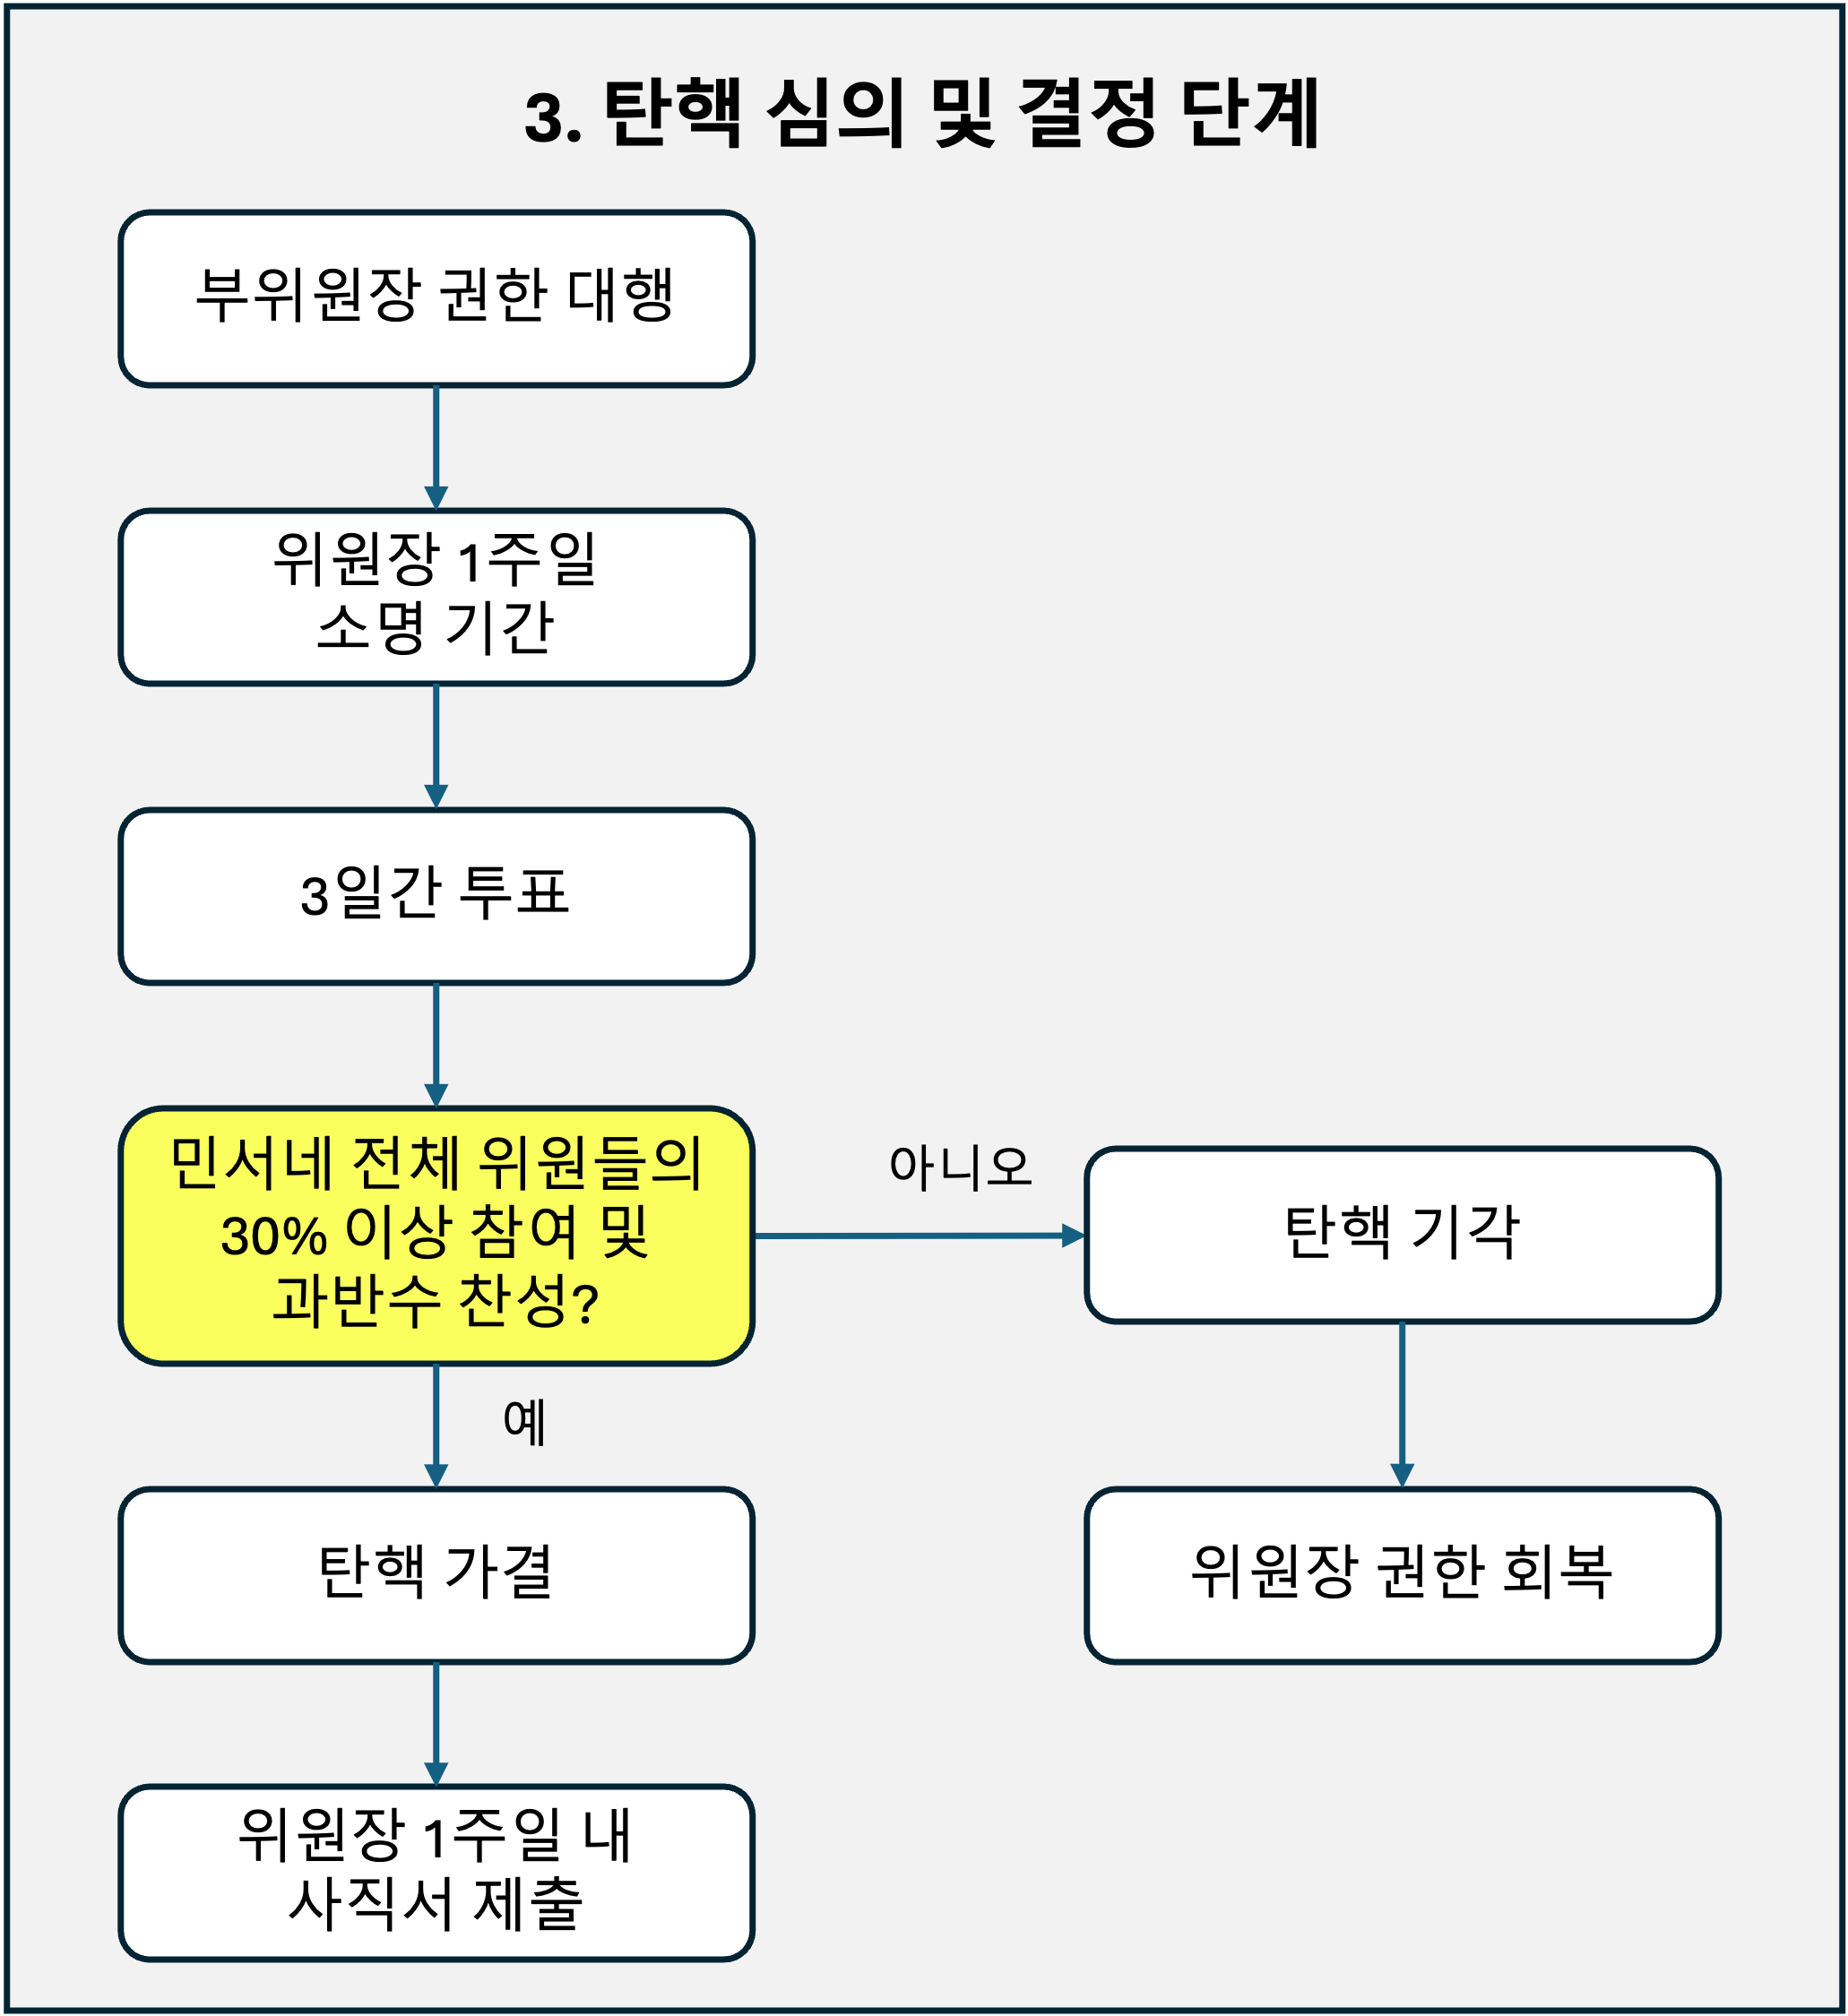 3. 탄핵 심의 및 결정 단계
부위원장 권한 대행
위원장 1주일
소명 기간
3일간 투표
민서네 전체 위원들의
30% 이상 참여 및
과반수 찬성?
아니오
탄핵 기각
예
탄핵 가결
위원장 권한 회복
위원장 1주일 내
사직서 제출